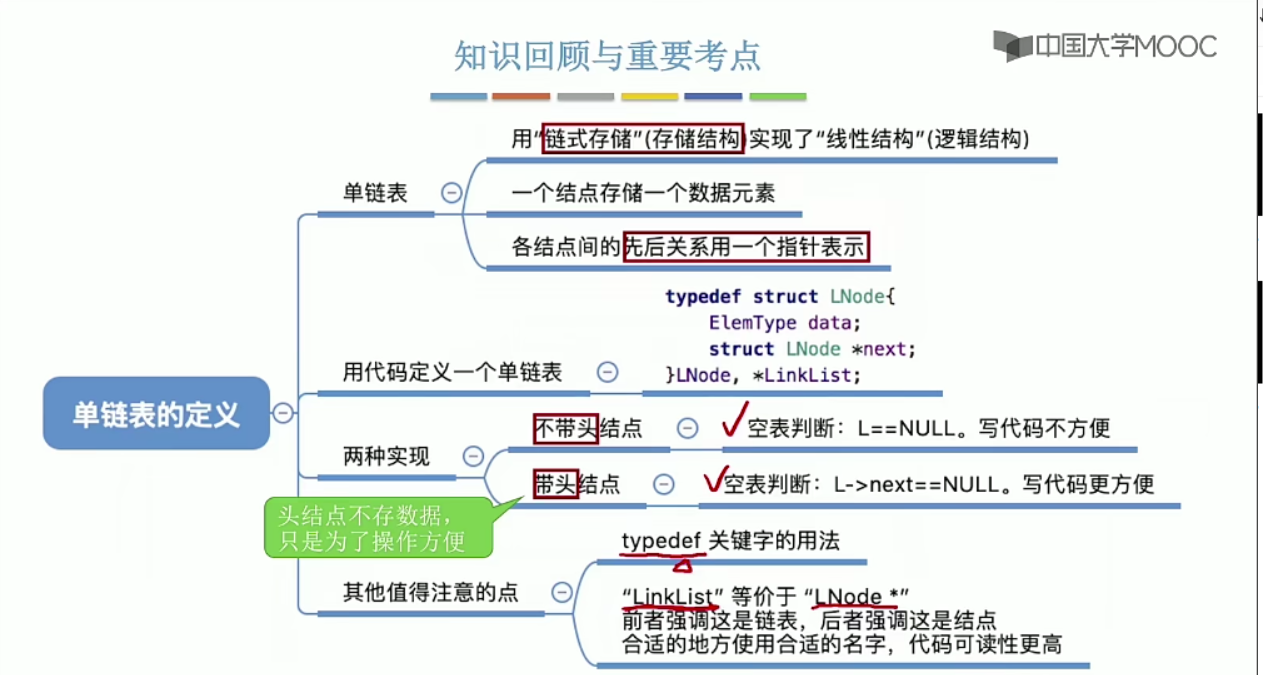 知识回顾与重要考点
中国大学MOOC
用“链式存储”(存储结构)实现了“线性结构”(逻辑结构)
单链表
一个结点存储一个数据元素
各结点间的先后关系用一个指针表示
typedef struct LNode{
ElemType data;
struct LNode *next;
}LNode, *LinkList;
用代码定义一个单链表
单链表的定义
不带头结点
空表判断：L==NULL。写代码不方便
两种实现
带头结点
空表判断：L->next==NULL。写代码更方便
头结点不存数据，
只是为了操作方便
typedef 关键字的用法
其他值得注意的点
“LinkList” 等价于 “LNode *”
前者强调这是链表，后者强调这是结点
合适的地方使用合适的名字，代码可读性更高